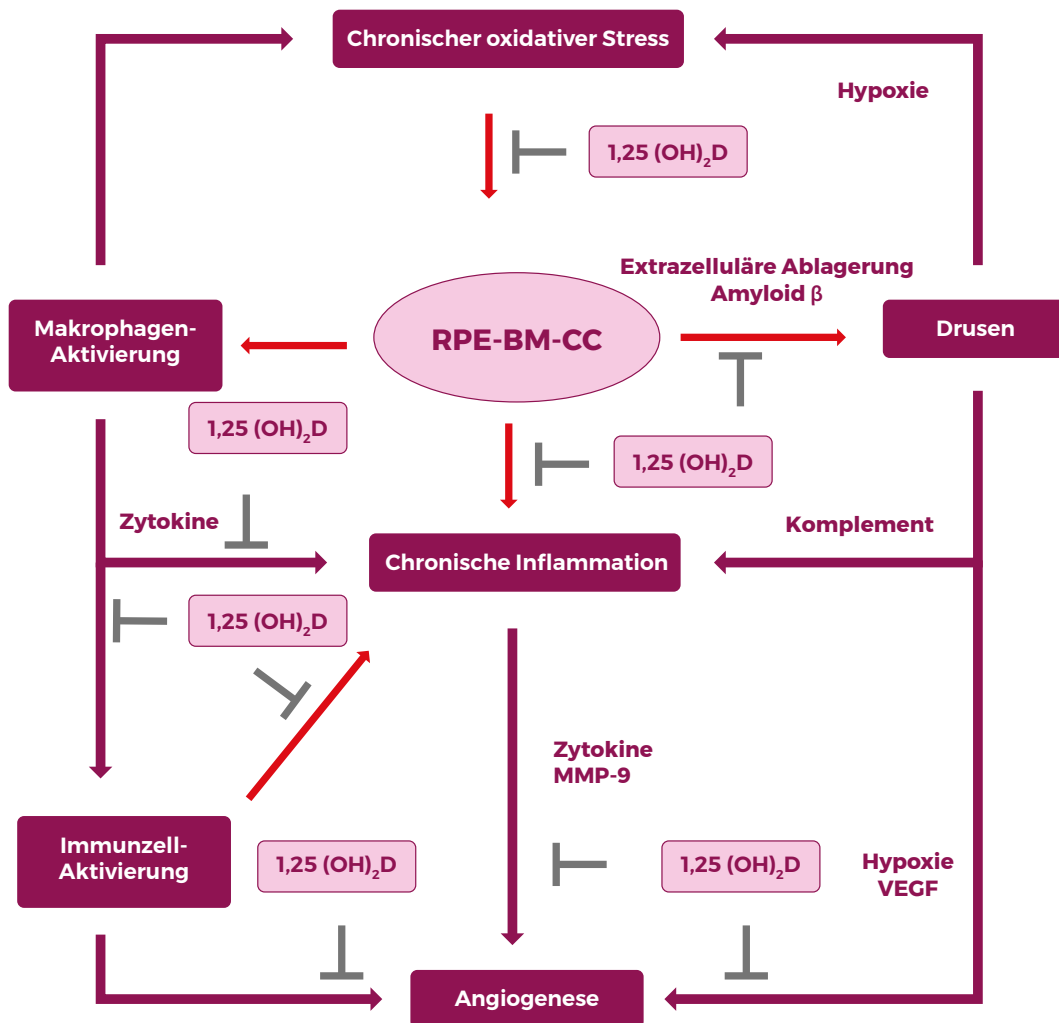 Chronischer oxidativer Stress
Hypoxie
1,25 (OH)₂D
Extrazelluläre Ablagerung
Amyloid β
Makrophagen-
Aktivierung
RPE-BM-CC
Drusen
1,25 (OH)₂D
1,25 (OH)₂D
Zytokine
Komplement
Chronische Inflammation
1,25 (OH)₂D
Zytokine
MMP-9
Immunzell-
Aktivierung
1,25 (OH)₂D
1,25 (OH)₂D
Hypoxie
VEGF
Angiogenese